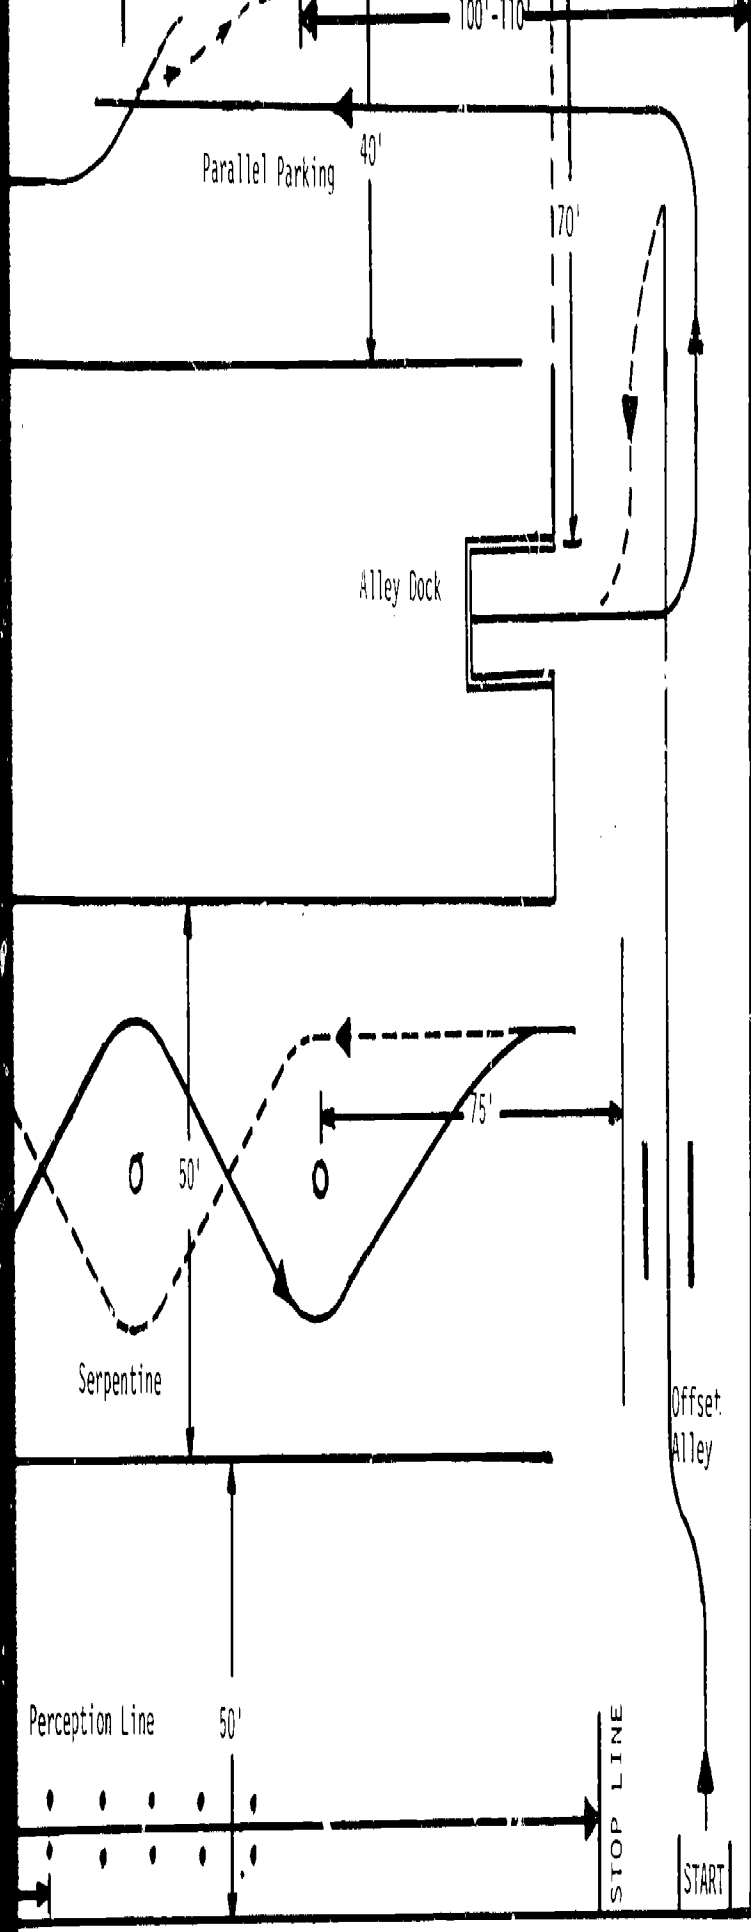 100'-110'
40'
Parallel Parking
70'
Alley Dock
75'
50'
Serpentine
Offset
Alley
Perception Line
50'
STOP LINE
START